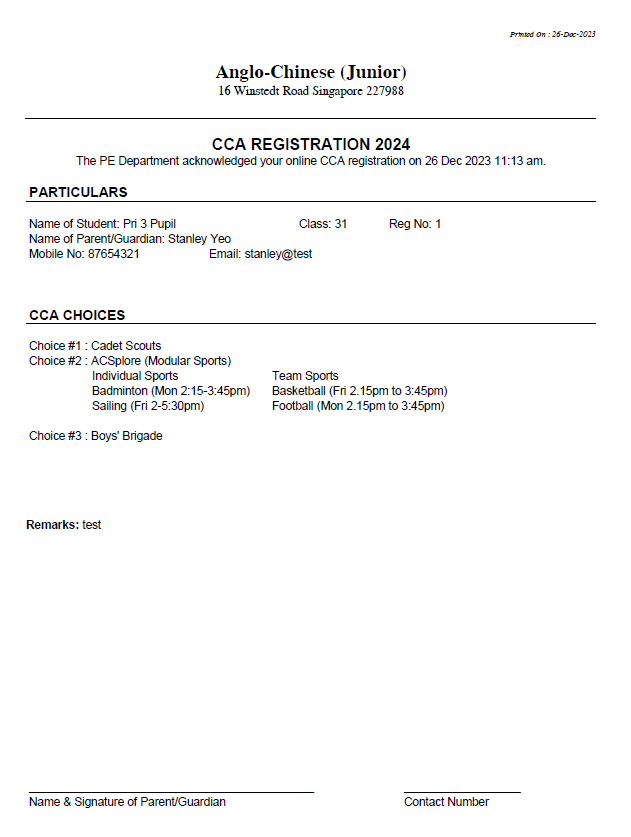 Printed On : 26-Dec-2023
Anglo-Chinese (Junior)
16 Winstedt Road Singapore 227988
CCA REGISTRATION 2024
The PE Department acknowledged your online CCA registration on 26 Dec 2023 11:13 am.
PARTICULARS
Name of Student: Pri 3 Pupil Class: 31 Reg No: 1
Name of Parent/Guardian: Stanley Yeo
Mobile No: 87654321 Email: stanley@test
CCA CHOICES
Choice #1 : Cadet Scouts
Choice #2 : ACSplore (Modular Sports)
Individual Sports Team Sports
Badminton (Mon 2:15-3:45pm) Basketball (Fri 2.15pm to 3:45pm)
Sailing (Fri 2-5:30pm) Football (Mon 2.15pm to 3:45pm)
Choice #3 : Boys' Brigade
Remarks: test
Name & Signature of Parent/Guardian Contact Number